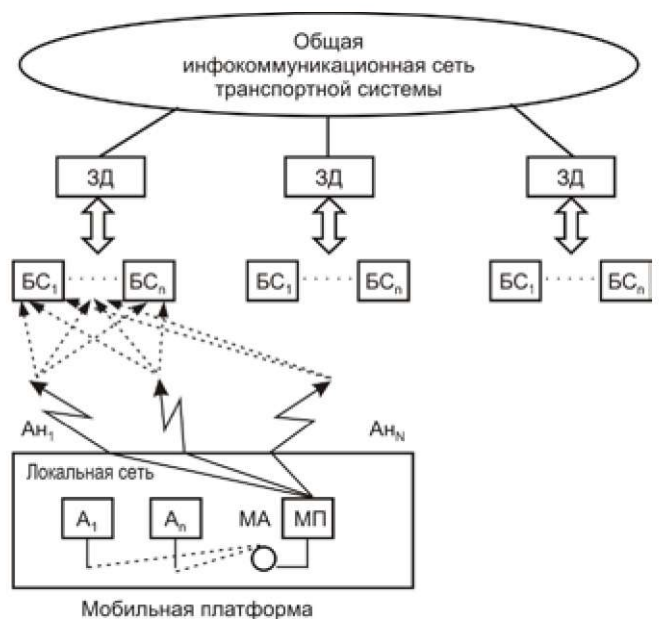 Общая
инфокоммуникационная сеть
транспортной системы
ЗД ЗД ЗД
БС₁ БСₙ БС₁ БСₙ БС₁ БСₙ
Ан₁ Ан_N
Локальная сеть
А₁ Аₙ МА МП
Мобильная платформа